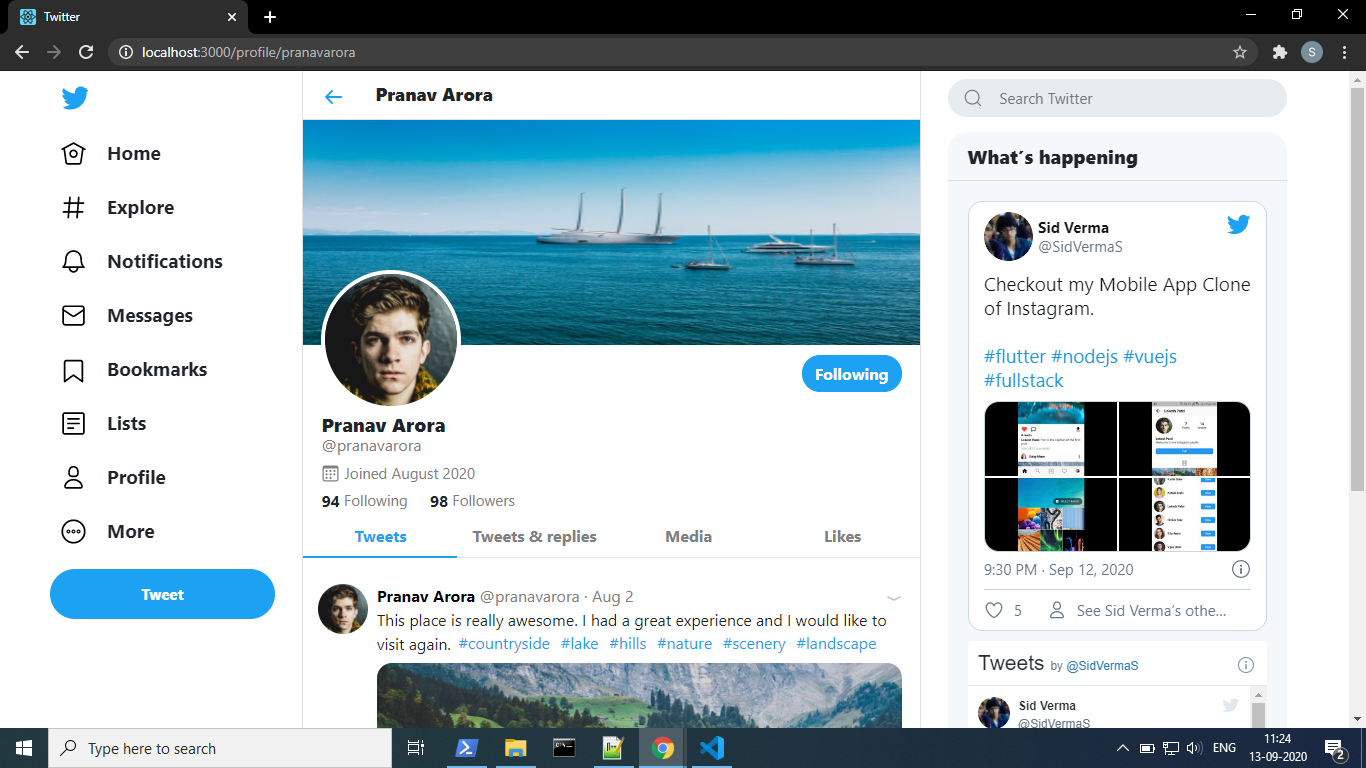 Twitter
localhost:3000/profile/pranavarora
S
Home
Explore
Notifications
Messages
Bookmarks
Lists
Profile
More
Tweet
Pranav Arora
Following
Pranav Arora
@pranavarora
Joined August 2020
94 Following 98 Followers
Tweets Tweets & replies Media Likes
Pranav Arora @pranavarora · Aug 2
This place is really awesome. I had a great experience and I would like to
visit again. #countryside #lake #hills #nature #scenery #landscape
Search Twitter
What´s happening
Sid Verma
@SidVermaS
Checkout my Mobile App Clone
of Instagram.
#flutter #nodejs #vuejs
#fullstack
9:30 PM · Sep 12, 2020
5 See Sid Verma's othe...
Tweets by @SidVermaS
Sid Verma
@SidVermaS
Type here to search
ENG
11:24
13-09-2020
2